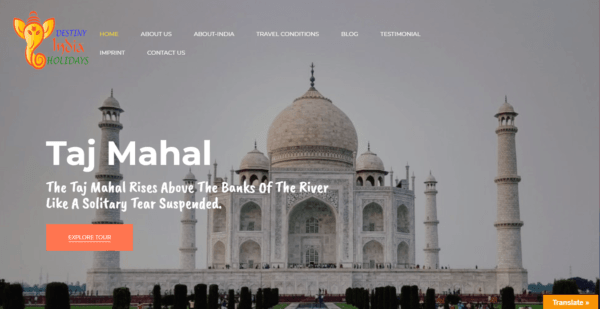 DESTINY
India
HOLIDAYS
HOME
ABOUT US
ABOUT-INDIA
TRAVEL CONDITIONS
BLOG
TESTIMONIAL
IMPRINT
CONTACT US
Taj Mahal
The Taj Mahal Rises Above The Banks Of The River
Like A Solitary Tear Suspended.
EXPLORE TOUR
Translate »